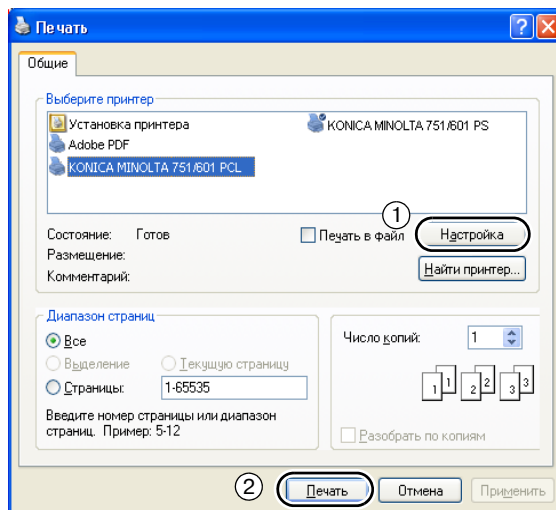 Печать
Общие
Выберите принтер
Установка принтера
KONICA MINOLTA 751/601 PS
Adobe PDF
KONICA MINOLTA 751/601 PCL
1
Состояние: Готов
Печать в файл
Настройка
Размещение:
Найти принтер...
Комментарий:
Диапазон страниц
Все
Число копий: 1
Выделение
Текущую страницу
Страницы: 1-65535
1 1 2 2 3 3
Введите номер страницы или диапазон
страниц. Пример: 5-12
Разобрать по копиям
2
Печать
Отмена
Применить